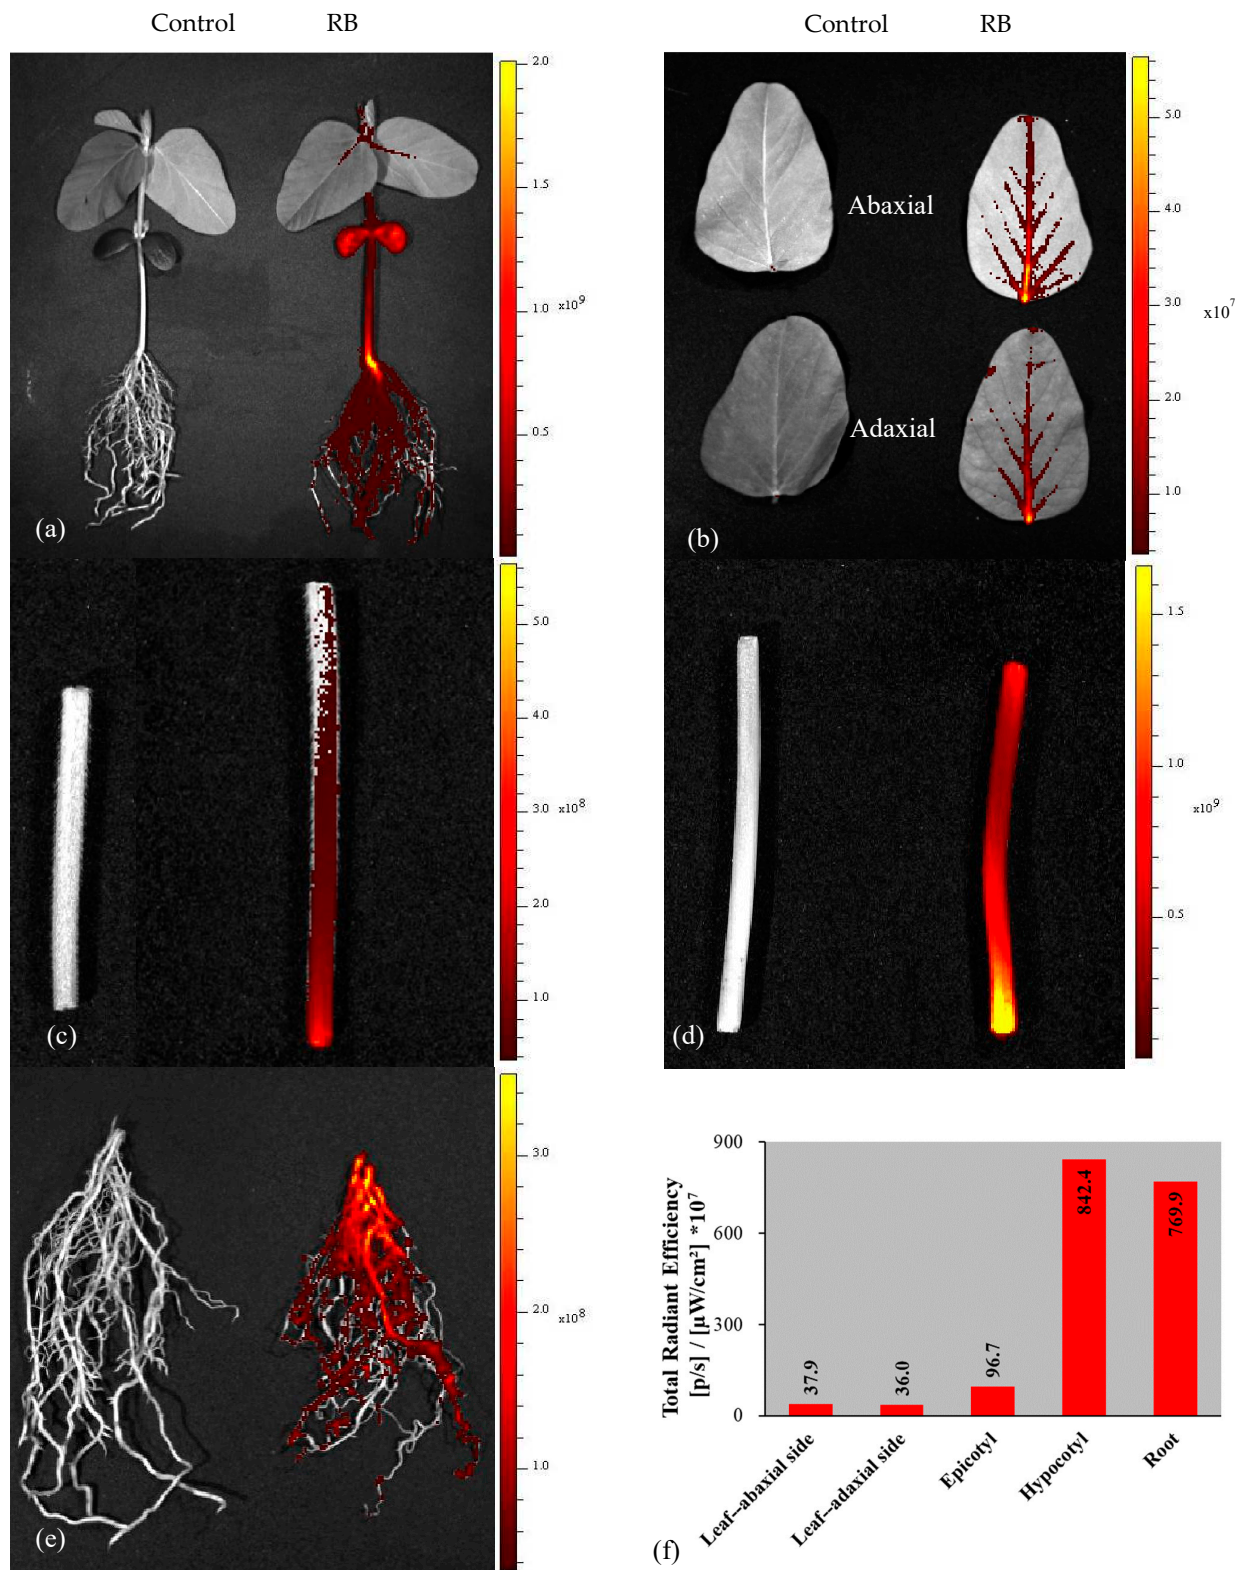 Control RB
Control RB
2.0
1.5
1.0
x10⁹
0.5
(a)
Abaxial
Adaxial
5.0
4.0
3.0
x10⁷
2.0
1.0
(b)
5.0
4.0
3.0
x10⁸
2.0
1.0
(c)
1.5
1.0
x10⁹
0.5
(d)
3.0
2.0
x10⁸
1.0
(e)
Total Radiant Efficiency
[p/s] / [µW/cm²] *10⁷
900
600
300
0
37.9
36.0
96.7
842.4
769.9
Leaf--abaxial side
Leaf--adaxial side
Epicotyl
Hypocotyl
Root
(f)